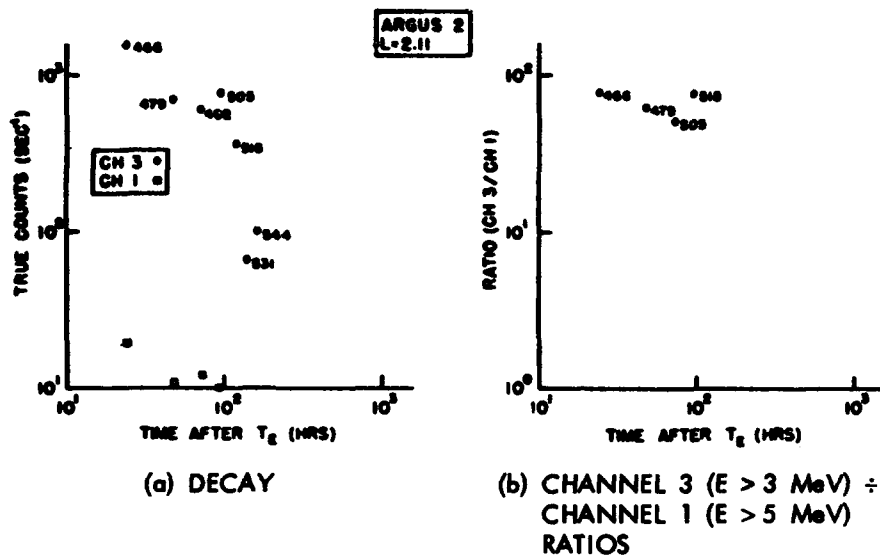 ARGUS 2
L=2.11
10³
10²
10¹
TRUE COUNTS (SEC⁻¹)
466
479
505
492
516
544
531
CH 3
CH 1
10¹
10²
10³
TIME AFTER T_E (HRS)
(a) DECAY
10²
10¹
10⁰
RATIO (CH 3/CH 1)
466
479
505
518
10¹
10²
10³
TIME AFTER T_E (HRS)
(b) CHANNEL 3 (E > 3 MeV) ÷
CHANNEL 1 (E > 5 MeV)
RATIOS